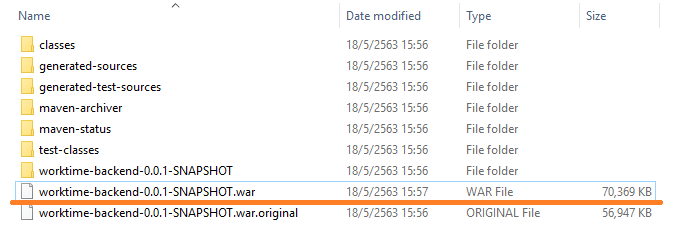 Name Date modified Type Size
classes 18/5/2563 15:56 File folder
generated-sources 18/5/2563 15:56 File folder
generated-test-sources 18/5/2563 15:56 File folder
maven-archiver 18/5/2563 15:56 File folder
maven-status 18/5/2563 15:56 File folder
test-classes 18/5/2563 15:56 File folder
worktime-backend-0.0.1-SNAPSHOT 18/5/2563 15:56 File folder
worktime-backend-0.0.1-SNAPSHOT.war 18/5/2563 15:57 WAR File 70,369 KB
worktime-backend-0.0.1-SNAPSHOT.war.original 18/5/2563 15:56 ORIGINAL File 56,947 KB